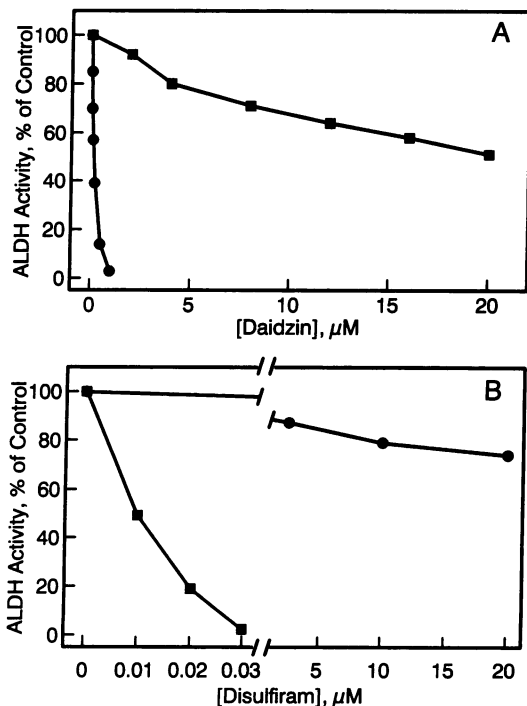 A
ALDH Activity, % of Control
100
80
60
40
20
0
0 5 10 15 20
[Daidzin], μM
B
ALDH Activity, % of Control
100
80
60
40
20
0
0 0.01 0.02 0.03 5 10 15 20
[Disulfiram], μM